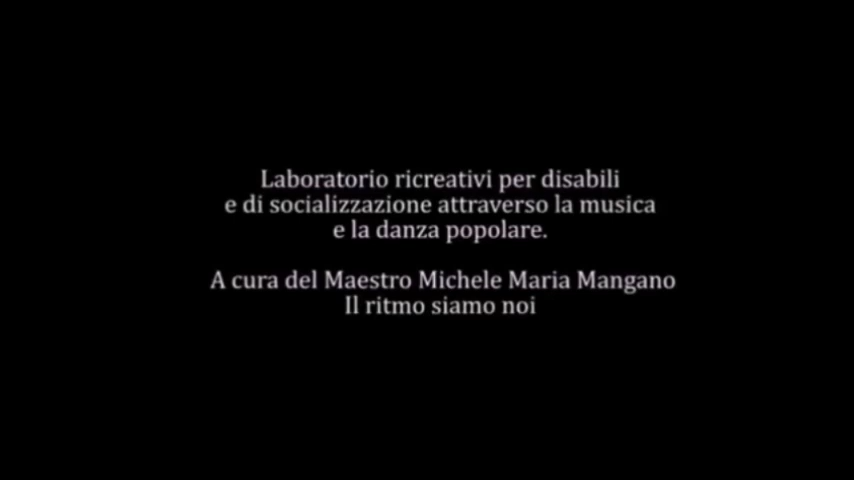 Laboratorio ricreativi per disabili
e di socializzazione attraverso la musica
e la danza popolare.
A cura del Maestro Michele Maria Mangano
Il ritmo siamo noi